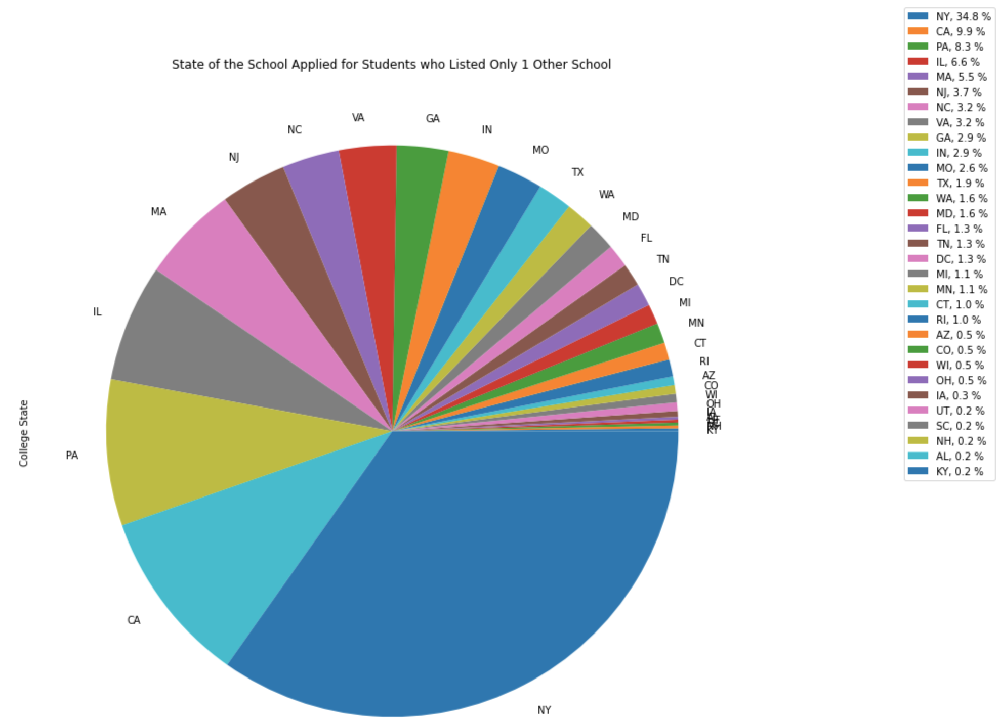 State of the School Applied for Students who Listed Only 1 Other School
College State
VA
GA
NC
IN
NJ
MO
TX
WA
MA
MD
FL
TN
DC
MI
IL
MN
CT
RI
AZ
CO
WI
OH
IA
KY
PA
CA
NY
NY, 34.8 %
CA, 9.9 %
PA, 8.3 %
IL, 6.6 %
MA, 5.5 %
NJ, 3.7 %
NC, 3.2 %
VA, 3.2 %
GA, 2.9 %
IN, 2.9 %
MO, 2.6 %
TX, 1.9 %
WA, 1.6 %
MD, 1.6 %
FL, 1.3 %
TN, 1.3 %
DC, 1.3 %
MI, 1.1 %
MN, 1.1 %
CT, 1.0 %
RI, 1.0 %
AZ, 0.5 %
CO, 0.5 %
WI, 0.5 %
OH, 0.5 %
IA, 0.3 %
UT, 0.2 %
SC, 0.2 %
NH, 0.2 %
AL, 0.2 %
KY, 0.2 %